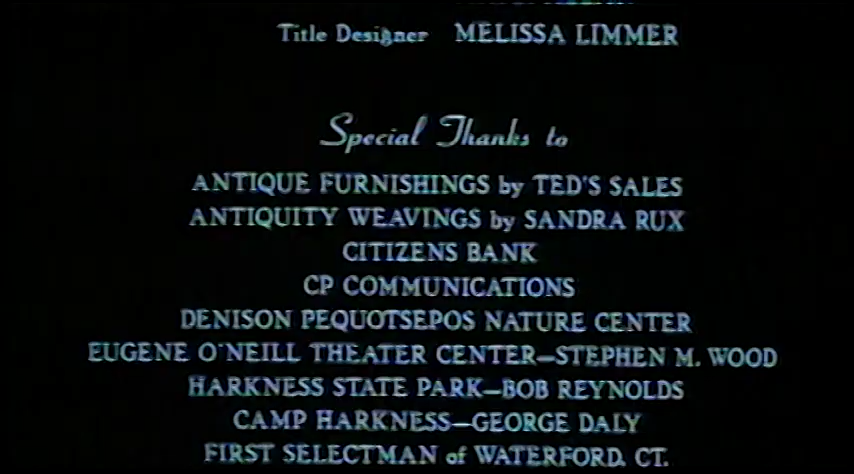 Title Designer MELISSA LIMMER
Special Thanks to
ANTIQUE FURNISHINGS by TED'S SALES
ANTIQUITY WEAVINGS by SANDRA RUX
CITIZENS BANK
CP COMMUNICATIONS
DENISON PEQUOTSEPOS NATURE CENTER
EUGENE O'NEILL THEATER CENTER—STEPHEN M. WOOD
HARKNESS STATE PARK—BOB REYNOLDS
CAMP HARKNESS—GEORGE DALY
FIRST SELECTMAN of WATERFORD, CT.